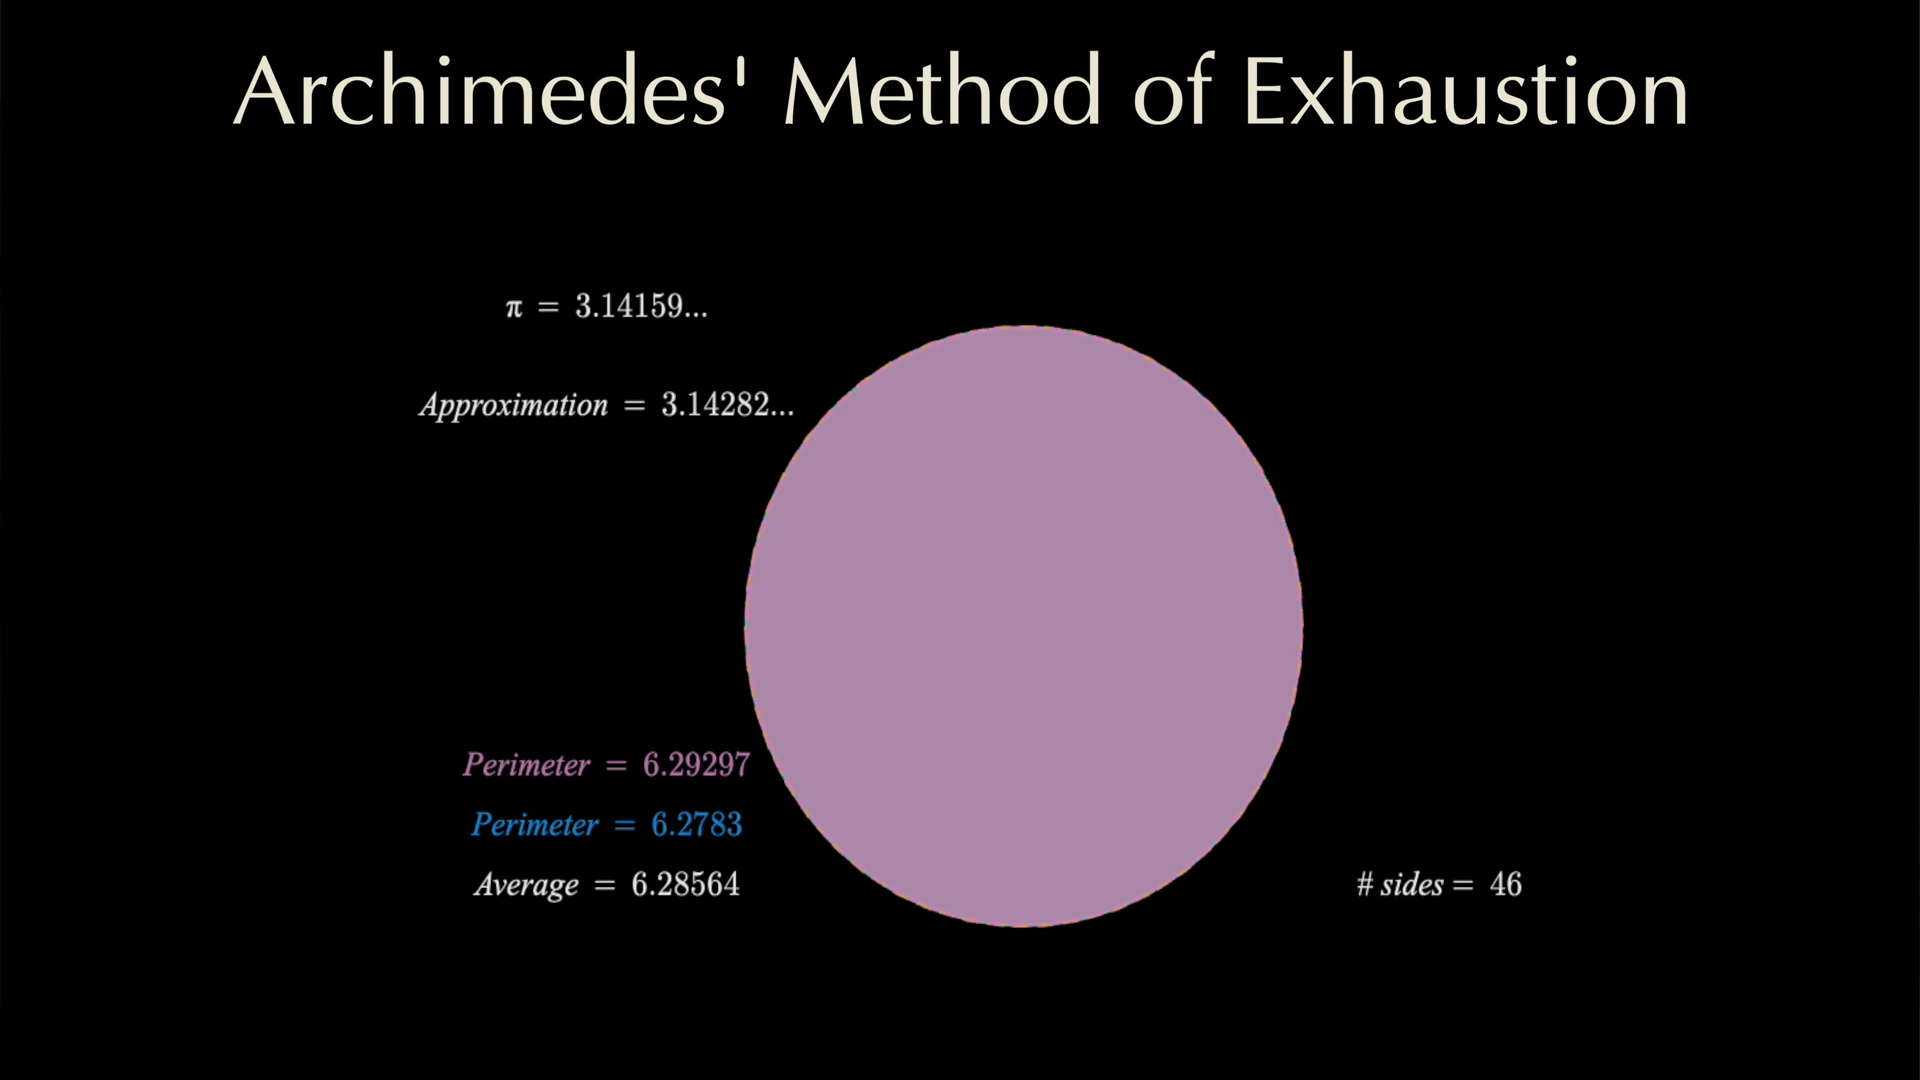 Archimedes' Method of Exhaustion
π = 3.14159...
Approximation = 3.14282...
Perimeter = 6.29297
Perimeter = 6.2783
Average = 6.28564
# sides = 46